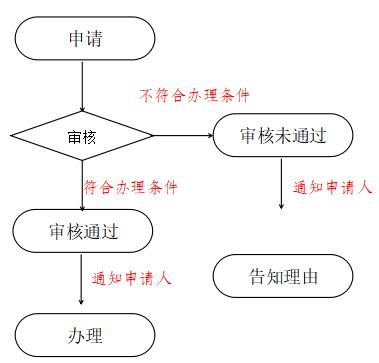 申请
不符合办理条件
审核
审核未通过
符合办理条件
通知申请人
审核通过
通知申请人
告知理由
办理